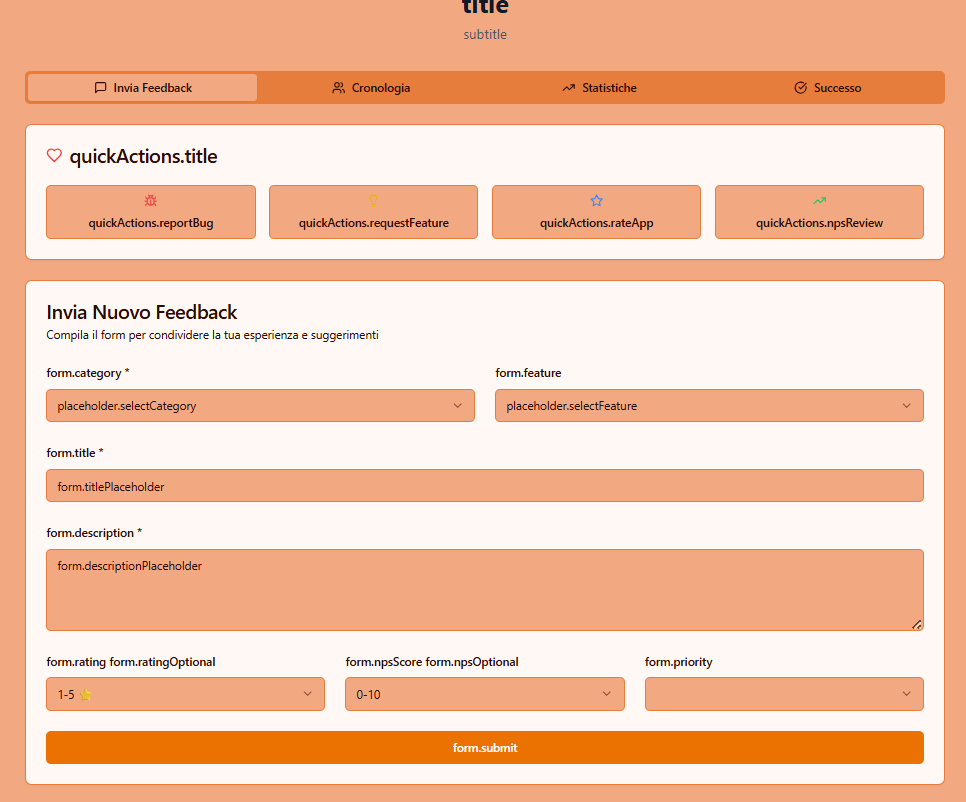 title
subtitle
Invia Feedback
Cronologia
Statistiche
Successo
quickActions.title
quickActions.reportBug
quickActions.requestFeature
quickActions.rateApp
quickActions.npsReview
Invia Nuovo Feedback
Compila il form per condividere la tua esperienza e suggerimenti
form.category *
form.feature
placeholder.selectCategory
placeholder.selectFeature
form.title *
form.titlePlaceholder
form.description *
form.descriptionPlaceholder
form.rating form.ratingOptional
form.npsScore form.npsOptional
form.priority
1-5 ⭐
0-10
form.submit